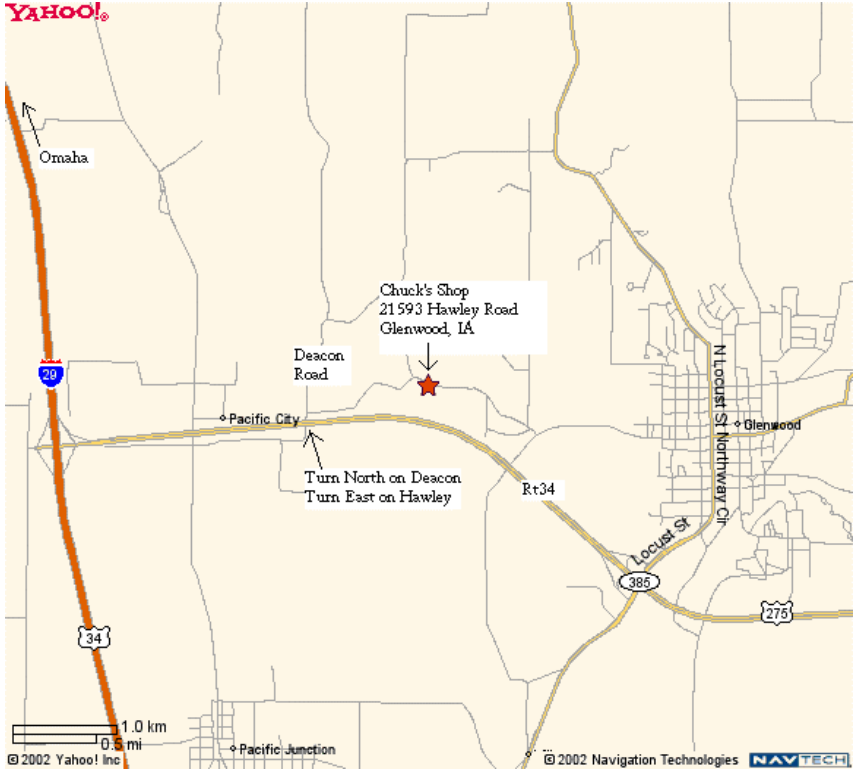 YAHOO!®
Omaha
Chuck's Shop
21593 Hawley Road
Glenwood, IA
Deacon
Road
29
Pacific City
Glenwood
N Locust St Northway Cir
Turn North on Deacon
Turn East on Hawley
Rt34
Locust St
385
275
34
1.0 km
0.5 mi
Pacific Junction
© 2002 Yahoo! Inc
© 2002 Navigation Technologies
NAVTECH